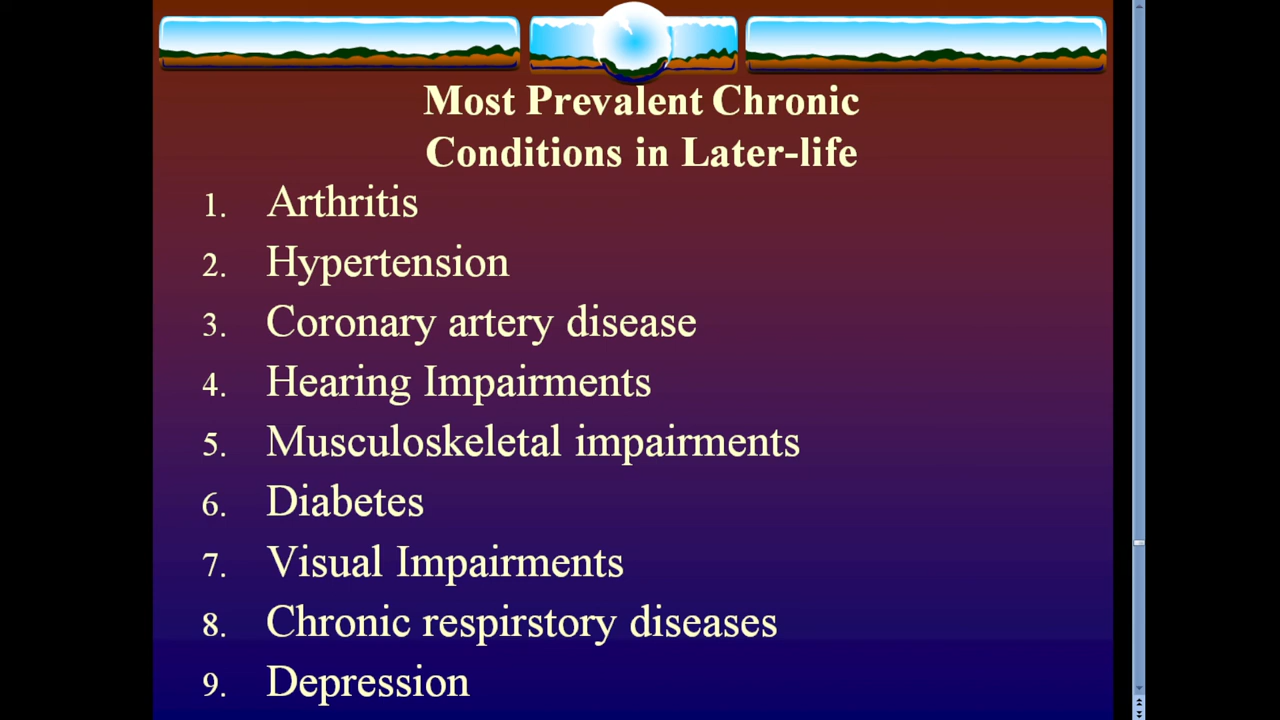 Most Prevalent Chronic
Conditions in Later-life
1. Arthritis
2. Hypertension
3. Coronary artery disease
4. Hearing Impairments
5. Musculoskeletal impairments
6. Diabetes
7. Visual Impairments
8. Chronic respirstory diseases
9. Depression